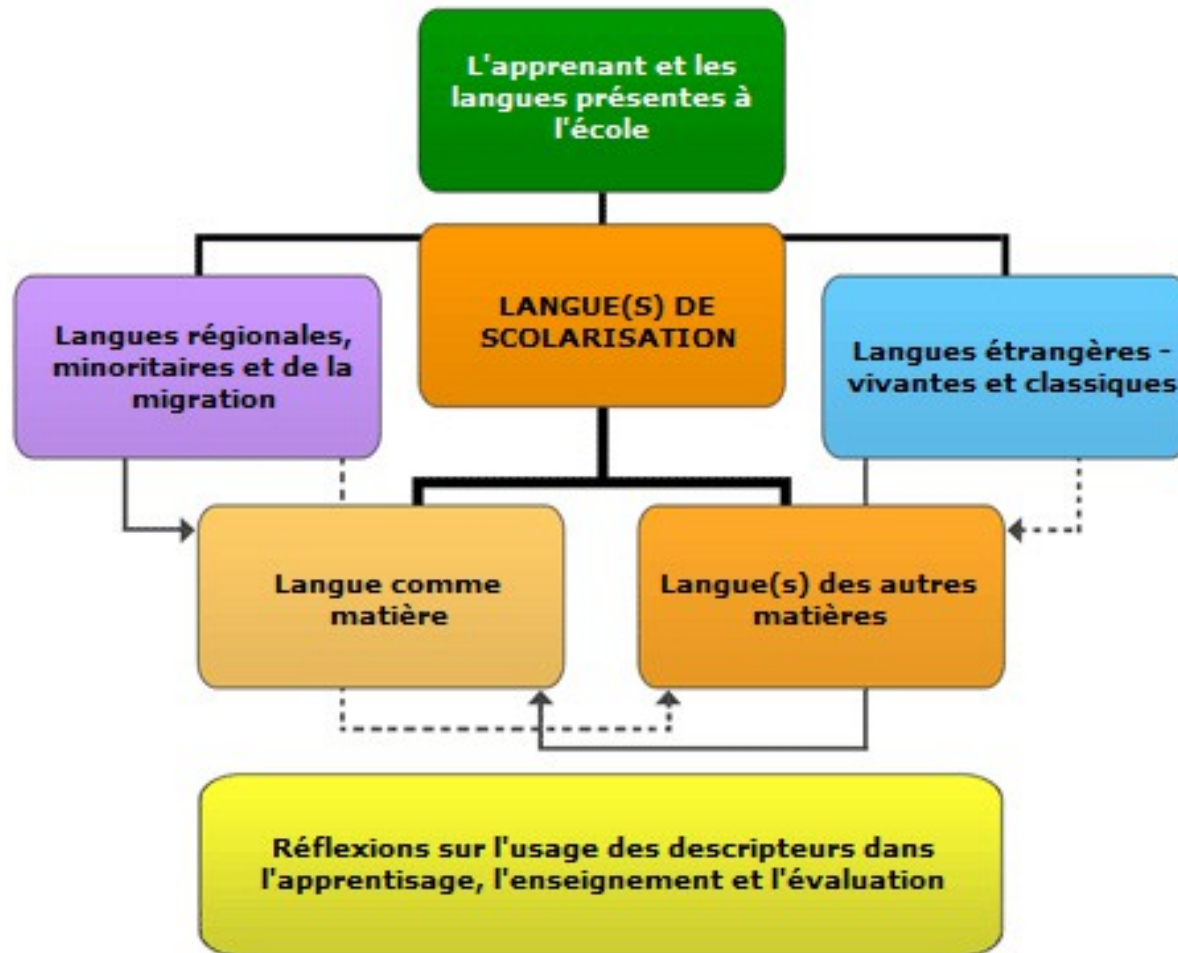 L'apprenant et les
langues présentes à
l'école
LANGUE(S) DE
SCOLARISATION
Langues régionales,
minoritaires et de la
migration
Langues étrangères -
vivantes et classiques
Langue comme
matière
Langue(s) des autres
matières
Réflexions sur l'usage des descripteurs dans
l'apprentisage, l'enseignement et l'évaluation